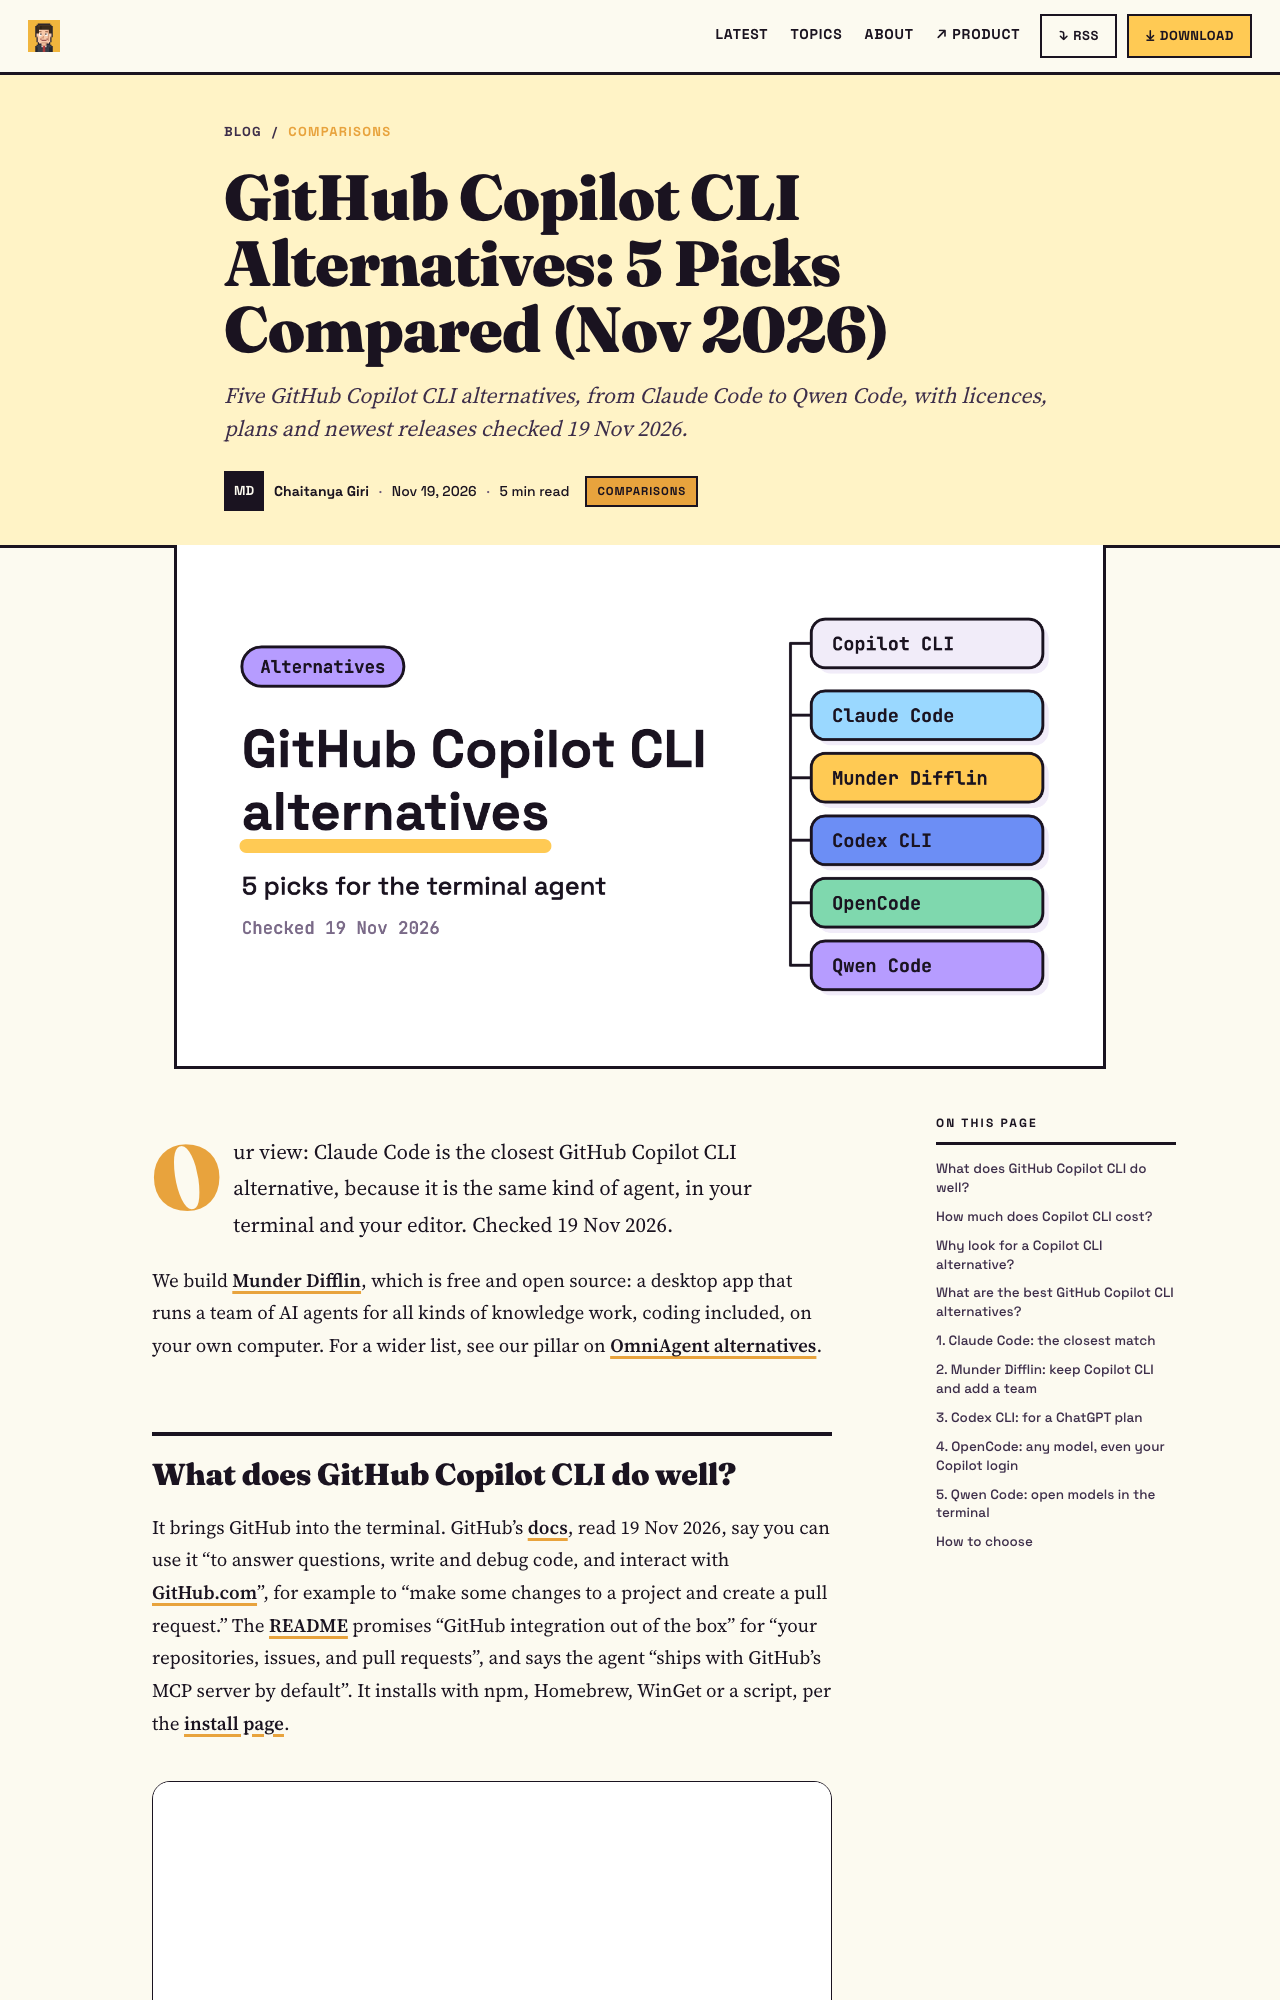 LATEST TOPICS ABOUT ↗ PRODUCT ⤵ RSS ⤓ DOWNLOAD
BLOG / COMPARISONS
GitHub Copilot CLI
Alternatives: 5 Picks
Compared (Nov 2026)
Five GitHub Copilot CLI alternatives, from Claude Code to Qwen Code, with licences,
plans and newest releases checked 19 Nov 2026.
MD Chaitanya Giri · Nov 19, 2026 · 5 min read COMPARISONS
Alternatives
GitHub Copilot CLI
alternatives
5 picks for the terminal agent
Checked 19 Nov 2026
Copilot CLI
Claude Code
Munder Difflin
Codex CLI
OpenCode
Qwen Code
Our view: Claude Code is the closest GitHub Copilot CLI
alternative, because it is the same kind of agent, in your
terminal and your editor. Checked 19 Nov 2026.
We build Munder Difflin, which is free and open source: a desktop app that
runs a team of AI agents for all kinds of knowledge work, coding included, on
your own computer. For a wider list, see our pillar on OmniAgent alternatives.
What does GitHub Copilot CLI do well?
It brings GitHub into the terminal. GitHub’s docs, read 19 Nov 2026, say you can
use it “to answer questions, write and debug code, and interact with
GitHub.com”, for example to “make some changes to a project and create a pull
request.” The README promises “GitHub integration out of the box” for “your
repositories, issues, and pull requests”, and says the agent “ships with GitHub’s
MCP server by default”. It installs with npm, Homebrew, WinGet or a script, per
the install page.
ON THIS PAGE
What does GitHub Copilot CLI do
well?
How much does Copilot CLI cost?
Why look for a Copilot CLI
alternative?
What are the best GitHub Copilot CLI
alternatives?
1. Claude Code: the closest match
2. Munder Difflin: keep Copilot CLI
and add a team
3. Codex CLI: for a ChatGPT plan
4. OpenCode: any model, even your
Copilot login
5. Qwen Code: open models in the
terminal
How to choose